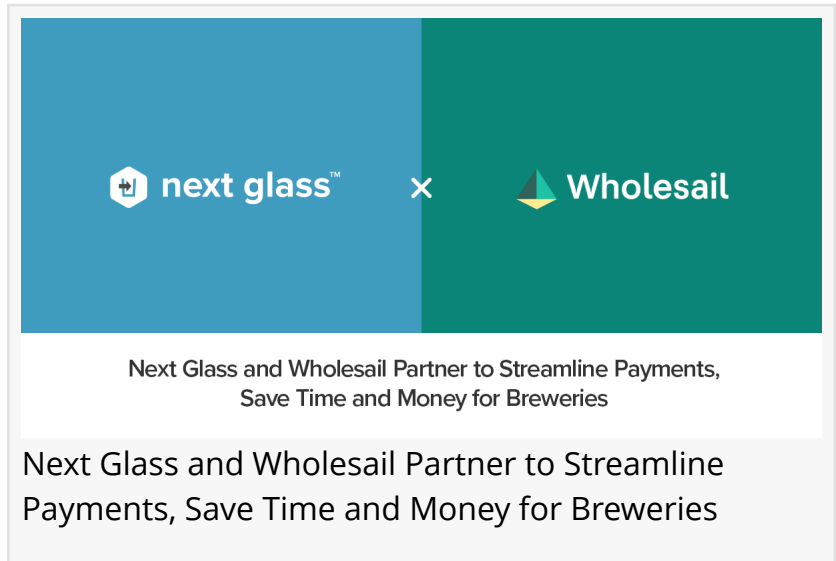 next glass™ × Wholesail
Next Glass and Wholesail Partner to Streamline Payments,
Save Time and Money for Breweries
Next Glass and Wholesail Partner to Streamline
Payments, Save Time and Money for Breweries